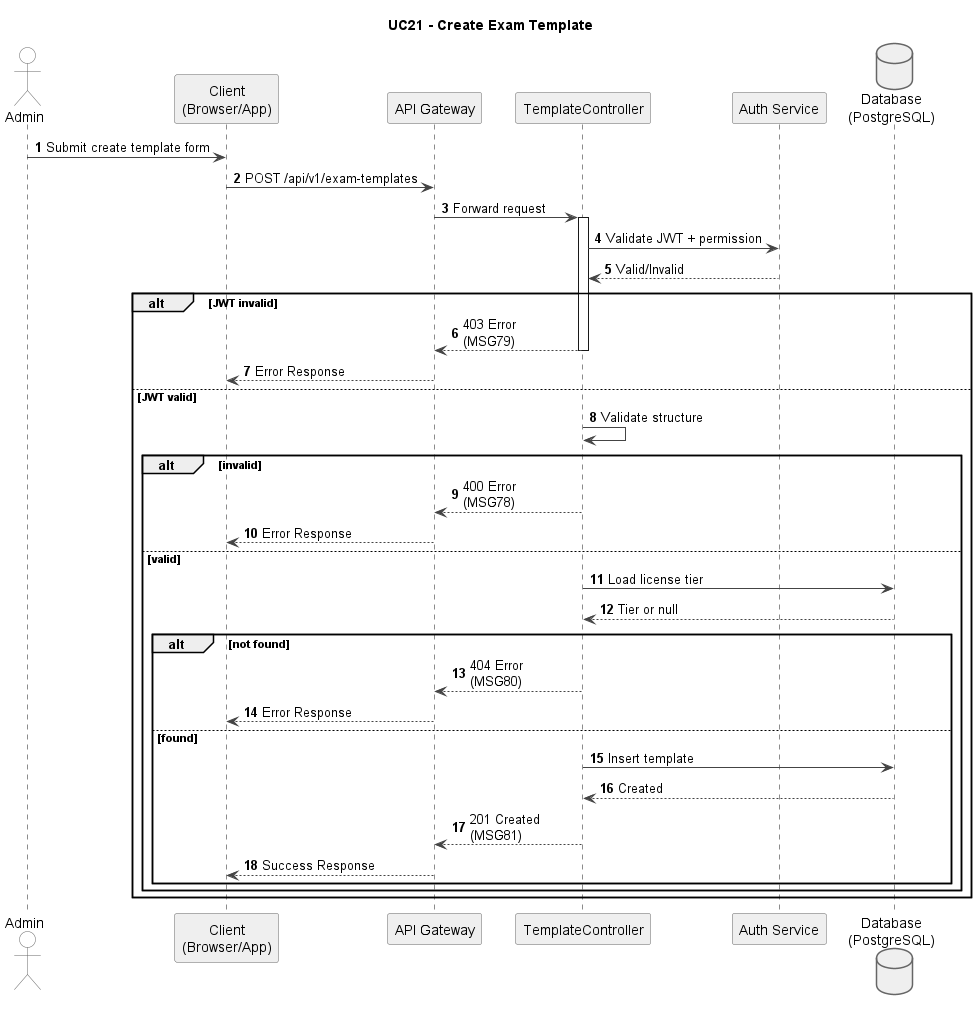 UC21 - Create Exam Template
Admin
Client
(Browser/App)
API Gateway
TemplateController
Auth Service
Database
(PostgreSQL)
1 Submit create template form
2 POST /api/v1/exam-templates
3 Forward request
4 Validate JWT + permission
5 Valid/Invalid
alt [JWT invalid]
6 403 Error
(MSG79)
7 Error Response
[JWT valid]
8 Validate structure
alt [invalid]
9 400 Error
(MSG78)
10 Error Response
[valid]
11 Load license tier
12 Tier or null
alt [not found]
13 404 Error
(MSG80)
14 Error Response
[found]
15 Insert template
16 Created
17 201 Created
(MSG81)
18 Success Response
Admin
Client
(Browser/App)
API Gateway
TemplateController
Auth Service
Database
(PostgreSQL)